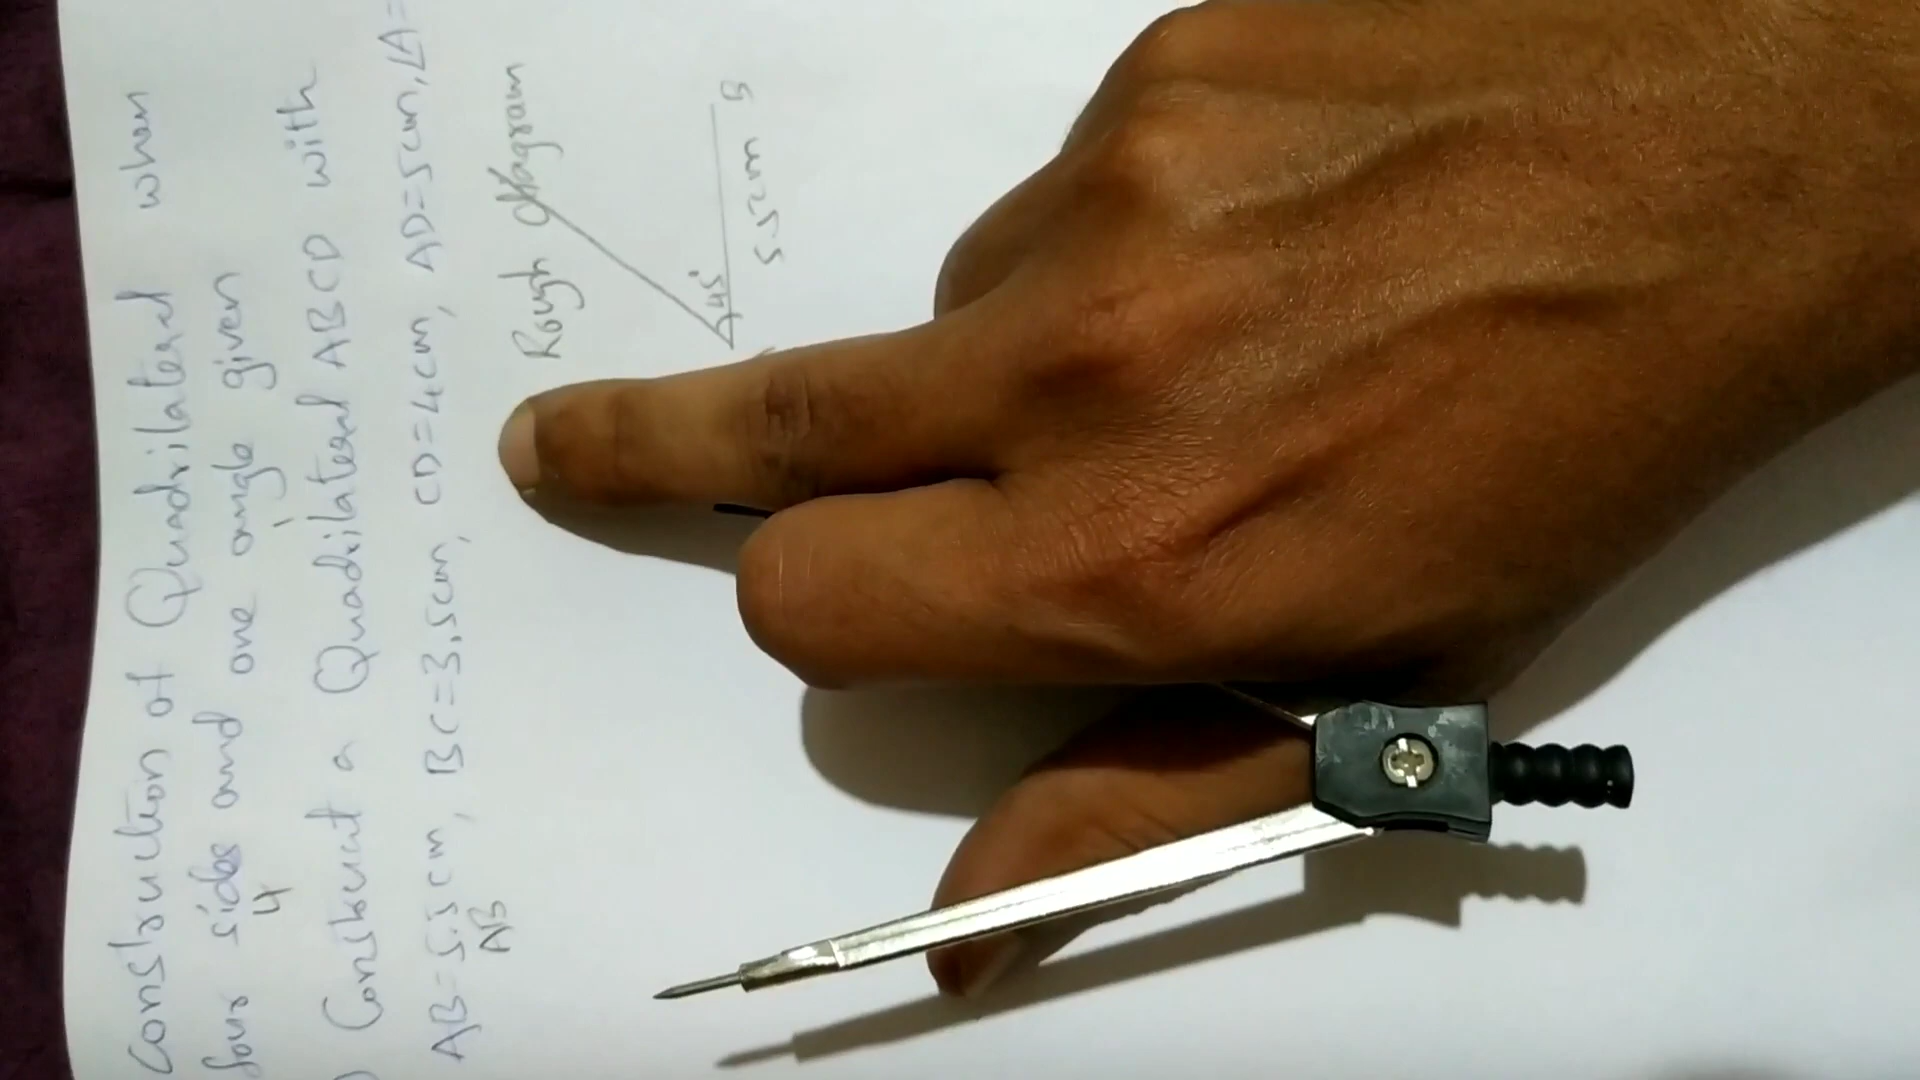 Construction of Quadrilateral when
four sides and one angle given
4
) Construct a Quadrilateral ABCD with
AB=5.5cm, BC=3.5cm, CD=4cm, AD=5cm, LA=
AB
Rough diagram
45°
B
5.5cm